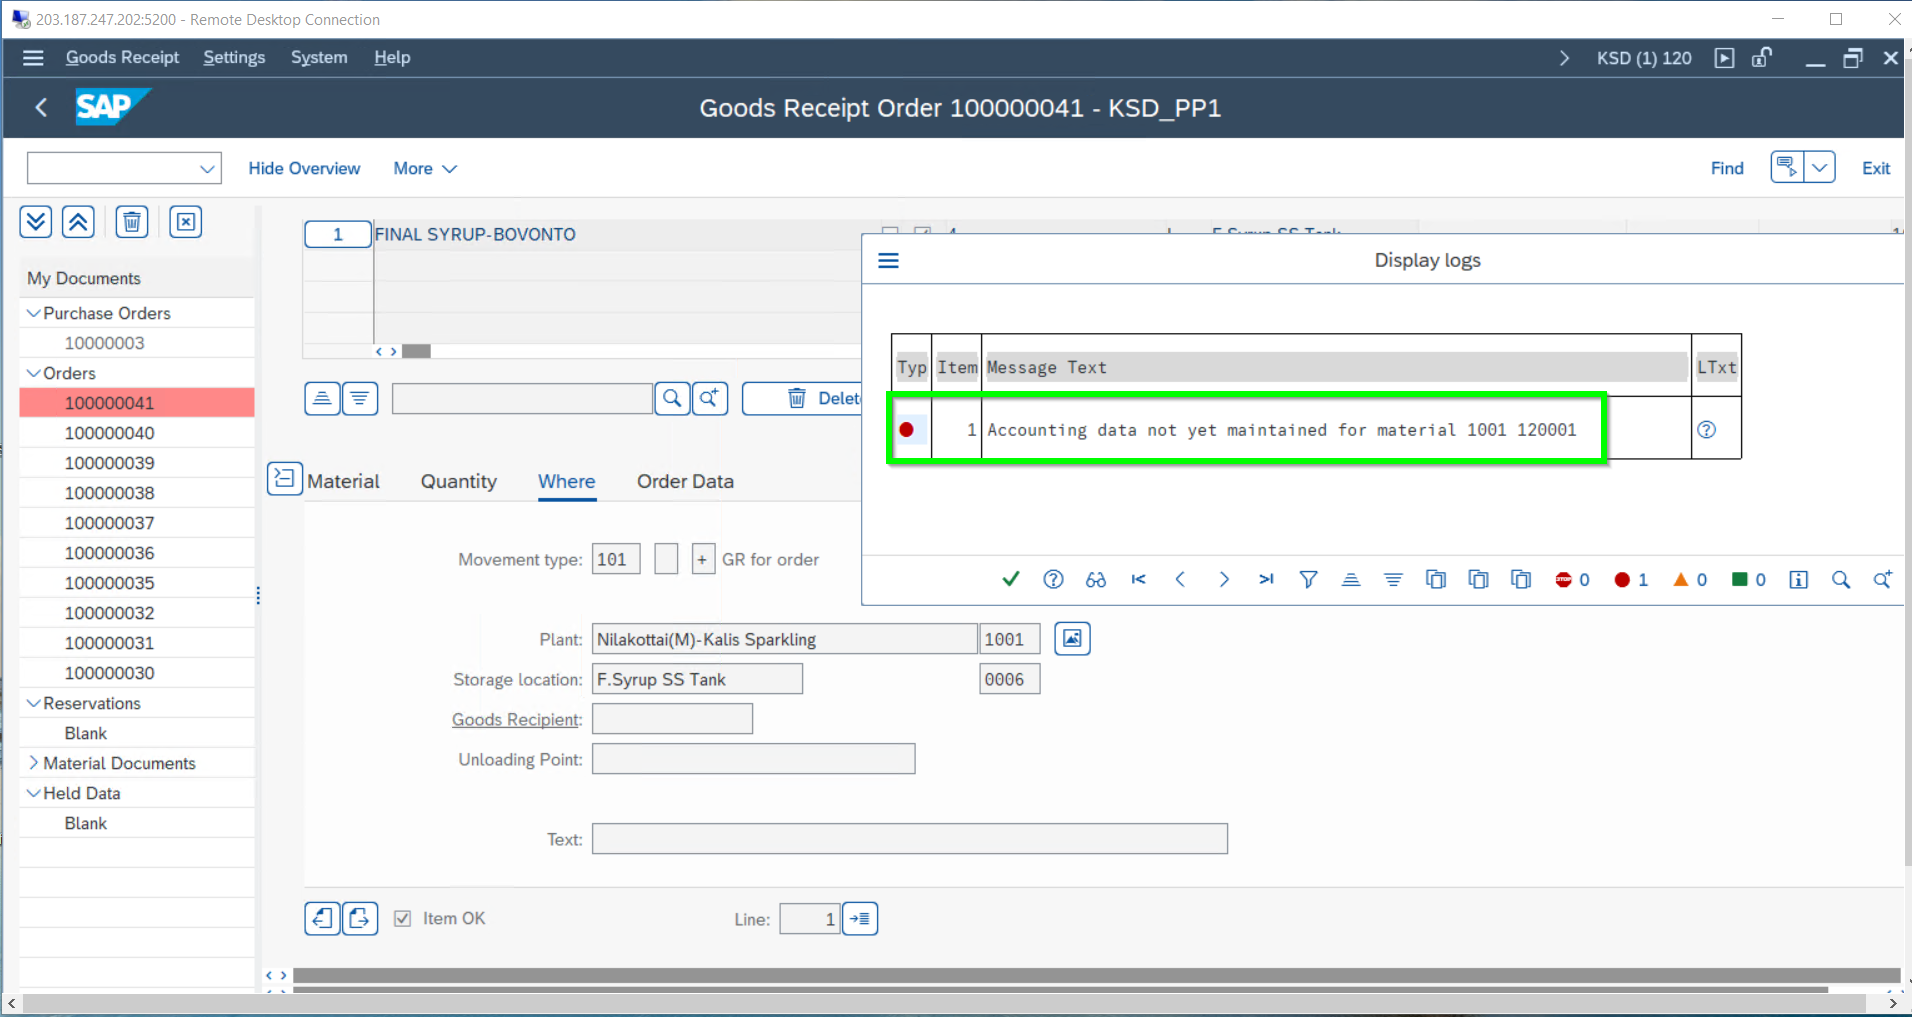 203.187.247.202:5200 - Remote Desktop Connection
Goods Receipt Settings System Help
KSD (1) 120
SAP
Goods Receipt Order 100000041 - KSD_PP1
Hide Overview More
Find Exit
1 FINAL SYRUP-BOVONTO
F.Syrup SS Tank
Display logs
My Documents
Purchase Orders
10000003
Orders
100000041
100000040
100000039
100000038
100000037
100000036
100000035
100000032
100000031
100000030
Reservations
Blank
Material Documents
Held Data
Blank
Typ Item Message Text LTxt
1 Accounting data not yet maintained for material 1001 120001
STOP 0 1 0 0
Delet
Material Quantity Where Order Data
Movement type: 101 + GR for order
Plant: Nilakottai(M)-Kalis Sparkling 1001
Storage location: F.Syrup SS Tank 0006
Goods Recipient:
Unloading Point:
Text:
Item OK Line: 1